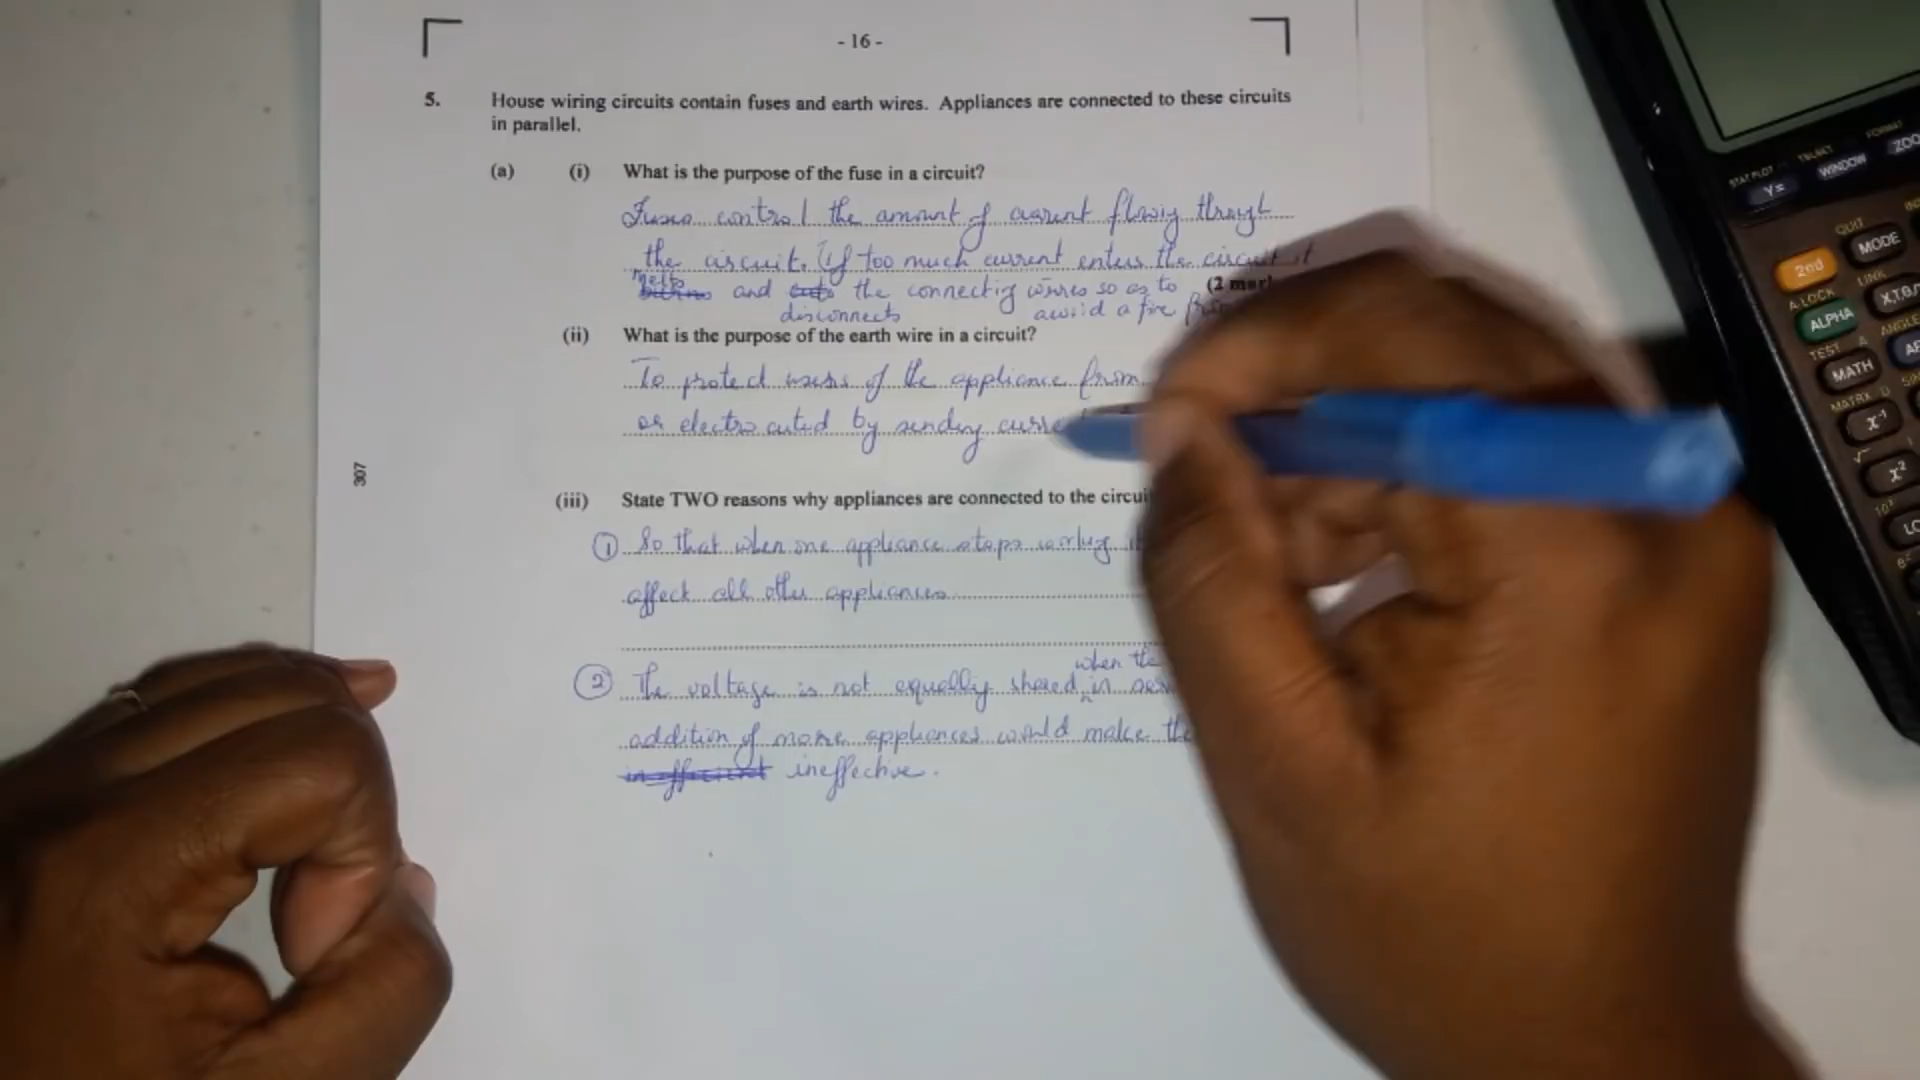 - 16 -
5. House wiring circuits contain fuses and earth wires. Appliances are connected to these circuits
in parallel.
(a) (i) What is the purpose of the fuse in a circuit?
Fuses control the amount of current flowing through
the circuit. If too much current enters the circuit it
melts
and the connecting wires so as to (2 mar
disconnects avoid a fire
(ii) What is the purpose of the earth wire in a circuit?
To protect users of the appliance from
or electrocuted by sending curre
(iii) State TWO reasons why appliances are connected to the circui
① So that when one appliance stops working
affect all other appliances
when the
② The voltage is not equally shared in
addition of more appliances would make the
inefficient ineffective.
307
STAT PLOT
TBLSET
FORMAT
Y=
WINDOW
ZOO
2nd
QUIT
MODE
A-LOCK
LINK
ALPHA
X,T,θ,
TEST A
MATH
MATRX D
x⁻¹
√
x²
LO